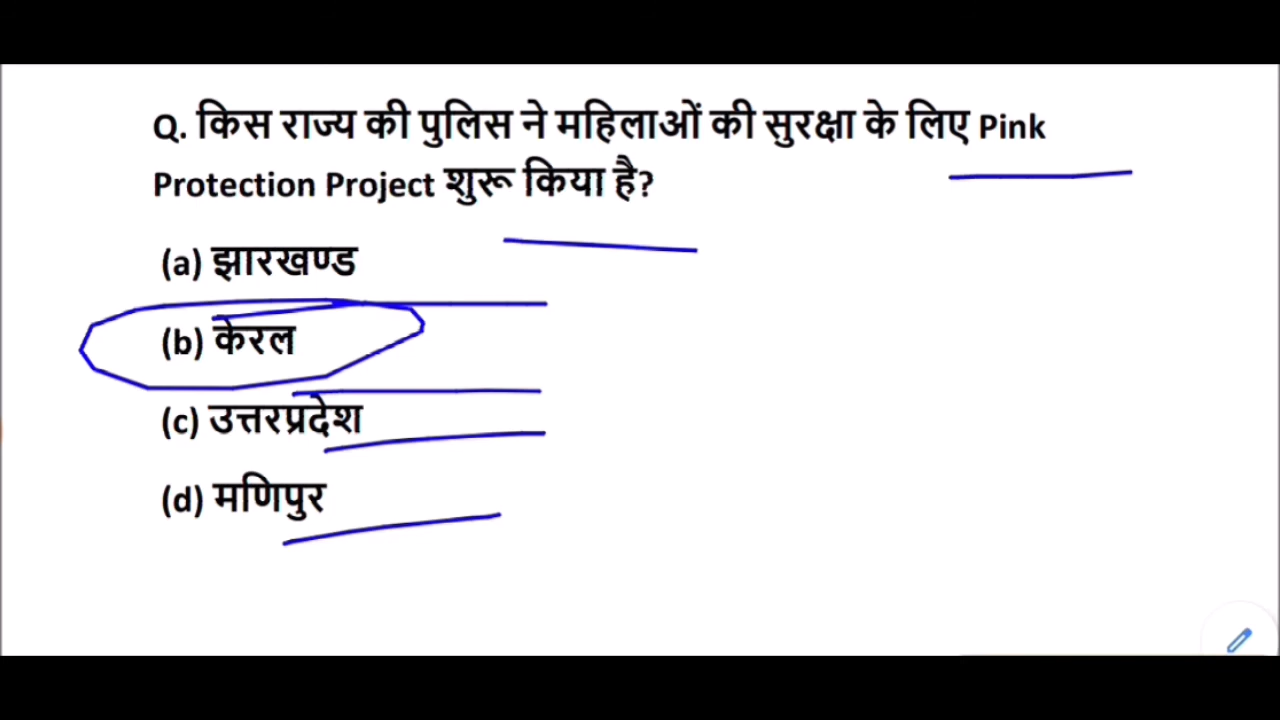 Q. किस राज्य की पुलिस ने महिलाओं की सुरक्षा के लिए Pink
Protection Project शुरू किया है?
(a) झारखण्ड
(b) केरल
(c) उत्तरप्रदेश
(d) मणिपुर